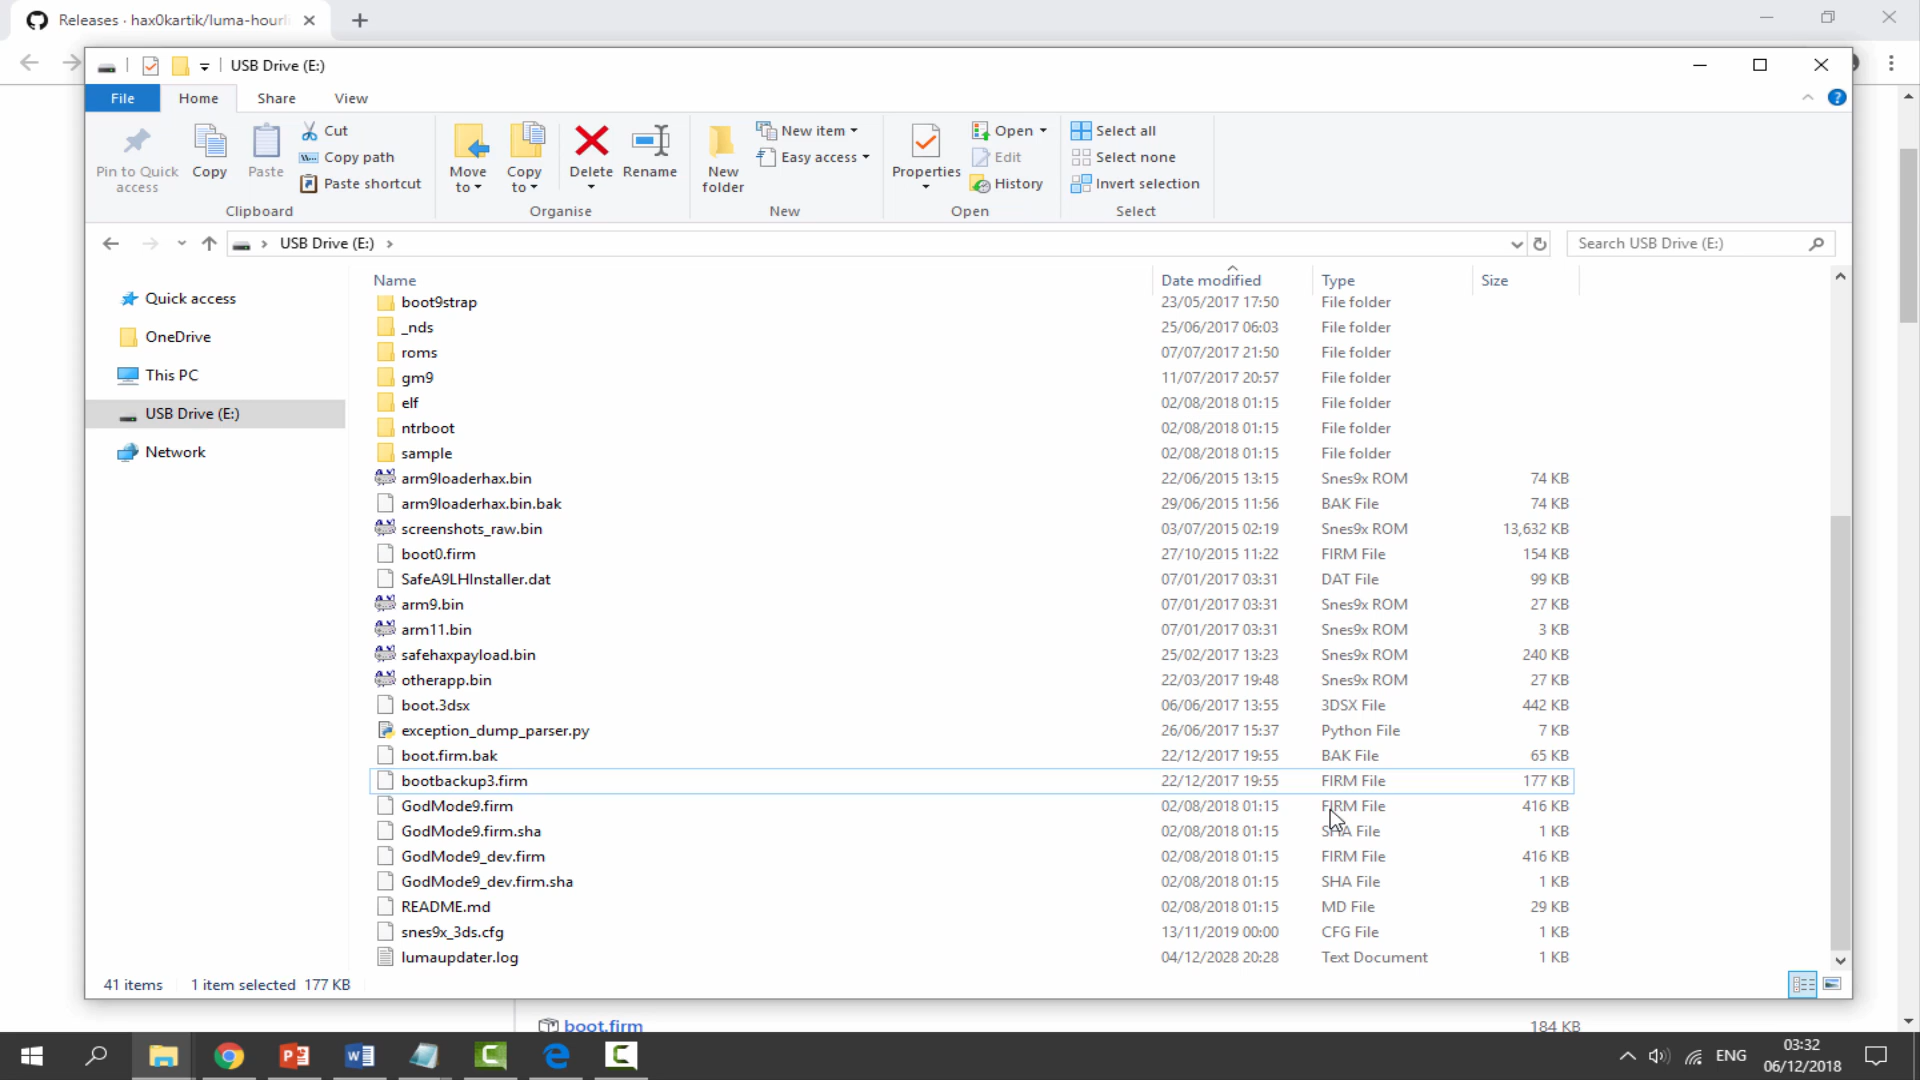 Releases · hax0kartik/luma-hourl
USB Drive (E:)
File
Home
Share
View
Pin to Quick access
Copy
Paste
Cut
Copy path
Paste shortcut
Clipboard
Move to
Copy to
Delete
Rename
Organise
New folder
New item
Easy access
New
Properties
Open
Edit
History
Open
Select all
Select none
Invert selection
Select
USB Drive (E:)
Search USB Drive (E:)
Quick access
OneDrive
This PC
USB Drive (E:)
Network
Name Date modified Type Size
boot9strap 23/05/2017 17:50 File folder
_nds 25/06/2017 06:03 File folder
roms 07/07/2017 21:50 File folder
gm9 11/07/2017 20:57 File folder
elf 02/08/2018 01:15 File folder
ntrboot 02/08/2018 01:15 File folder
sample 02/08/2018 01:15 File folder
arm9loaderhax.bin 22/06/2015 13:15 Snes9x ROM 74 KB
arm9loaderhax.bin.bak 29/06/2015 11:56 BAK File 74 KB
screenshots_raw.bin 03/07/2015 02:19 Snes9x ROM 13,632 KB
boot0.firm 27/10/2015 11:22 FIRM File 154 KB
SafeA9LHInstaller.dat 07/01/2017 03:31 DAT File 99 KB
arm9.bin 07/01/2017 03:31 Snes9x ROM 27 KB
arm11.bin 07/01/2017 03:31 Snes9x ROM 3 KB
safehaxpayload.bin 25/02/2017 13:23 Snes9x ROM 240 KB
otherapp.bin 22/03/2017 19:48 Snes9x ROM 27 KB
boot.3dsx 06/06/2017 13:55 3DSX File 442 KB
exception_dump_parser.py 26/06/2017 15:37 Python File 7 KB
boot.firm.bak 22/12/2017 19:55 BAK File 65 KB
bootbackup3.firm 22/12/2017 19:55 FIRM File 177 KB
GodMode9.firm 02/08/2018 01:15 FIRM File 416 KB
GodMode9.firm.sha 02/08/2018 01:15 SHA File 1 KB
GodMode9_dev.firm 02/08/2018 01:15 FIRM File 416 KB
GodMode9_dev.firm.sha 02/08/2018 01:15 SHA File 1 KB
README.md 02/08/2018 01:15 MD File 29 KB
snes9x_3ds.cfg 13/11/2019 00:00 CFG File 1 KB
lumaupdater.log 04/12/2028 20:28 Text Document 1 KB
41 items 1 item selected 177 KB
boot.firm 184 KB
ENG
03:32
06/12/2018